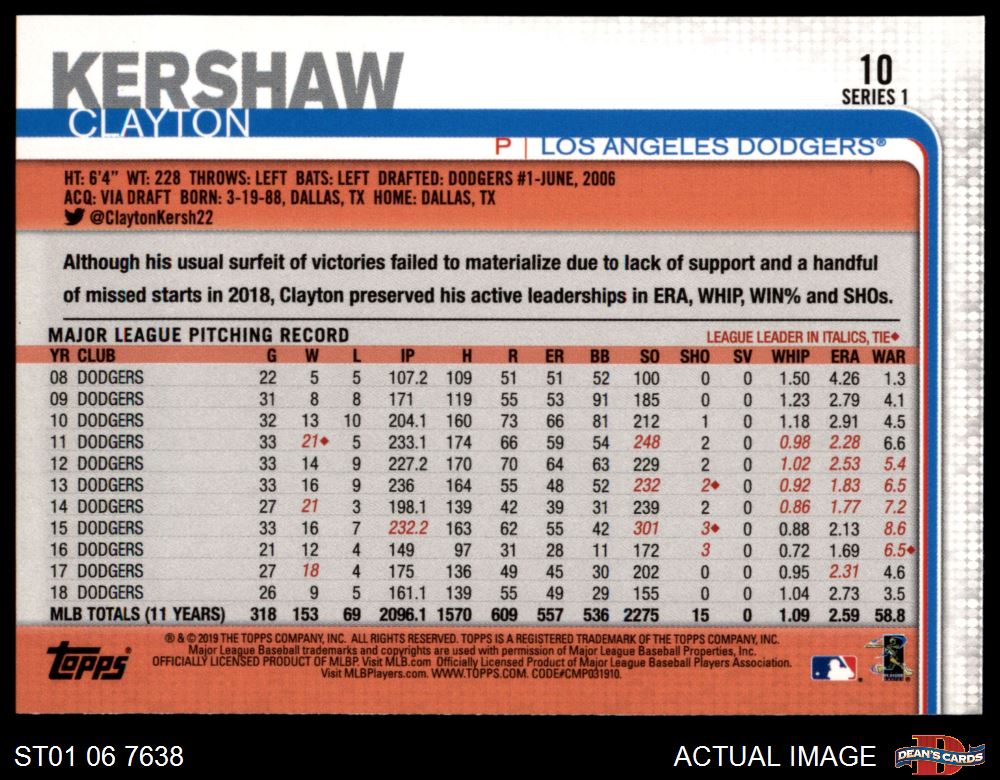 KERSHAW
CLAYTON
10
SERIES 1
P | LOS ANGELES DODGERS®
HT: 6'4" WT: 228 THROWS: LEFT BATS: LEFT DRAFTED: DODGERS #1-JUNE, 2006
ACQ: VIA DRAFT BORN: 3-19-88, DALLAS, TX HOME: DALLAS, TX
@ClaytonKersh22
Although his usual surfeit of victories failed to materialize due to lack of support and a handful
of missed starts in 2018, Clayton preserved his active leaderships in ERA, WHIP, WIN% and SHOs.
MAJOR LEAGUE PITCHING RECORD LEAGUE LEADER IN ITALICS, TIE♦
YR CLUB G W L IP H R ER BB SO SHO SV WHIP ERA WAR
08 DODGERS 22 5 5 107.2 109 51 51 52 100 0 0 1.50 4.26 1.3
09 DODGERS 31 8 8 171 119 55 53 91 185 0 0 1.23 2.79 4.1
10 DODGERS 32 13 10 204.1 160 73 66 81 212 1 0 1.18 2.91 4.5
11 DODGERS 33 21♦ 5 233.1 174 66 59 54 248 2 0 0.98 2.28 6.6
12 DODGERS 33 14 9 227.2 170 70 64 63 229 2 0 1.02 2.53 5.4
13 DODGERS 33 16 9 236 164 55 48 52 232 2♦ 0 0.92 1.83 6.5
14 DODGERS 27 21 3 198.1 139 42 39 31 239 2 0 0.86 1.77 7.2
15 DODGERS 33 16 7 232.2 163 62 55 42 301 3♦ 0 0.88 2.13 8.6
16 DODGERS 21 12 4 149 97 31 28 11 172 3 0 0.72 1.69 6.5♦
17 DODGERS 27 18 4 175 136 49 45 30 202 0 0 0.95 2.31 4.6
18 DODGERS 26 9 5 161.1 139 55 49 29 155 0 0 1.04 2.73 3.5
MLB TOTALS (11 YEARS) 318 153 69 2096.1 1570 609 557 536 2275 15 0 1.09 2.59 58.8
topps®
® & © 2019 THE TOPPS COMPANY, INC. ALL RIGHTS RESERVED. TOPPS IS A REGISTERED TRADEMARK OF THE TOPPS COMPANY, INC.
Major League Baseball trademarks and copyrights are used with permission of Major League Baseball Properties, Inc.
OFFICIALLY LICENSED PRODUCT OF MLBP. Visit MLB.com Officially Licensed Product of Major League Baseball Players Association.
Visit MLBPlayers.com. WWW.TOPPS.COM. CODE#CMP031910.
ST01 06 7638
ACTUAL IMAGE
DEAN'S CARDS